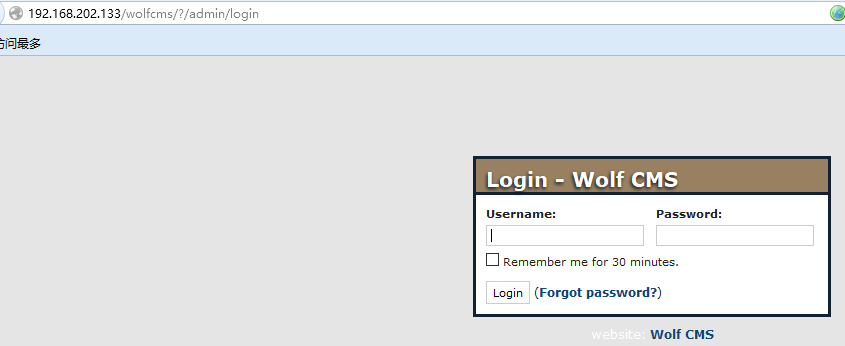 192.168.202.133/wolfcms/?/admin/login
问最多
Login - Wolf CMS
Username: Password:
Remember me for 30 minutes.
Login (Forgot password?)
website: Wolf CMS